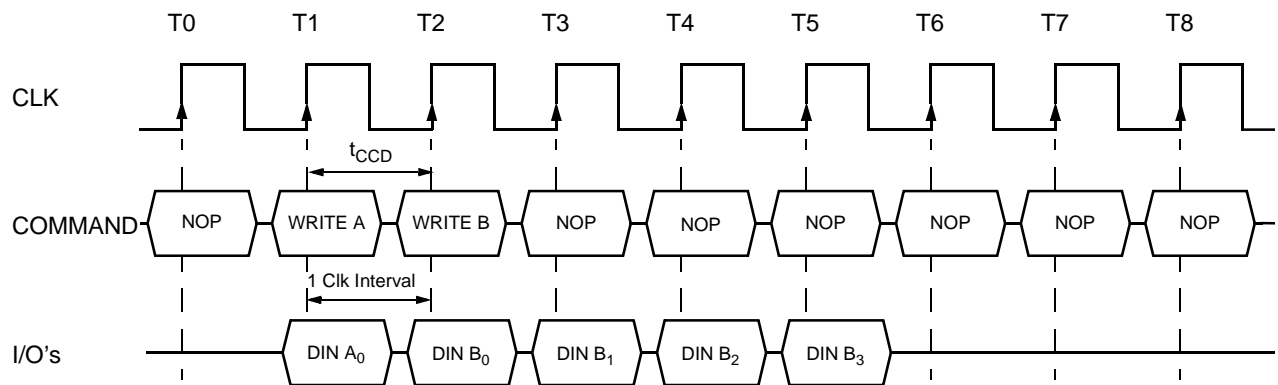 T0 T1 T2 T3 T4 T5 T6 T7 T8
CLK
tCCD
COMMAND NOP WRITE A WRITE B NOP NOP NOP NOP NOP NOP
1 Clk Interval
I/O's DIN A0 DIN B0 DIN B1 DIN B2 DIN B3